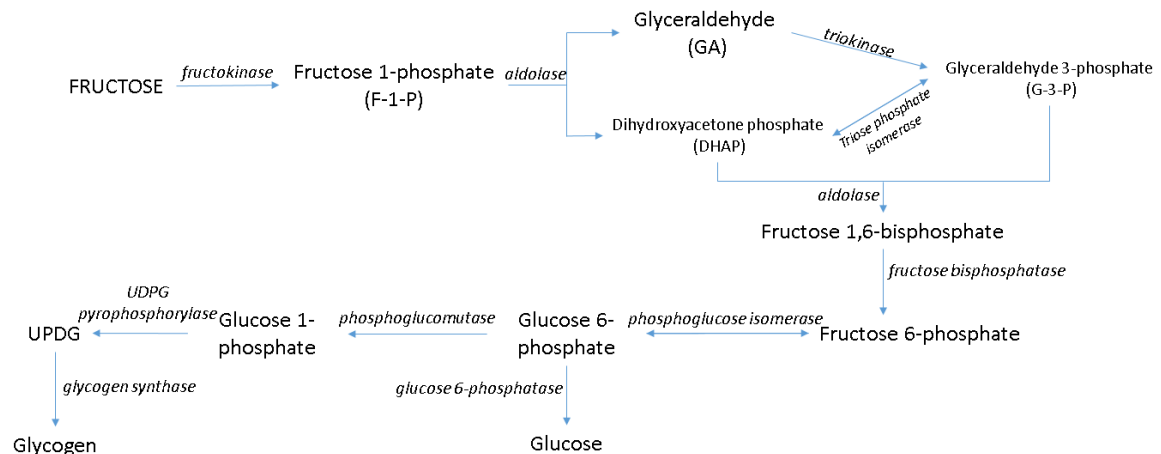 Glyceraldehyde
(GA)
triokinase
FRUCTOSE
fructokinase
Fructose 1-phosphate
(F-1-P)
aldolase
Glyceraldehyde 3-phosphate
(G-3-P)
Dihydroxyacetone phosphate
(DHAP)
Triose phosphate
isomerase
aldolase
Fructose 1,6-bisphosphate
fructose bisphosphatase
Fructose 6-phosphate
phosphoglucose isomerase
Glucose 6-
phosphate
phosphoglucomutase
Glucose 1-
phosphate
UDPG
pyrophosphorylase
UPDG
glycogen synthase
Glycogen
glucose 6-phosphatase
Glucose